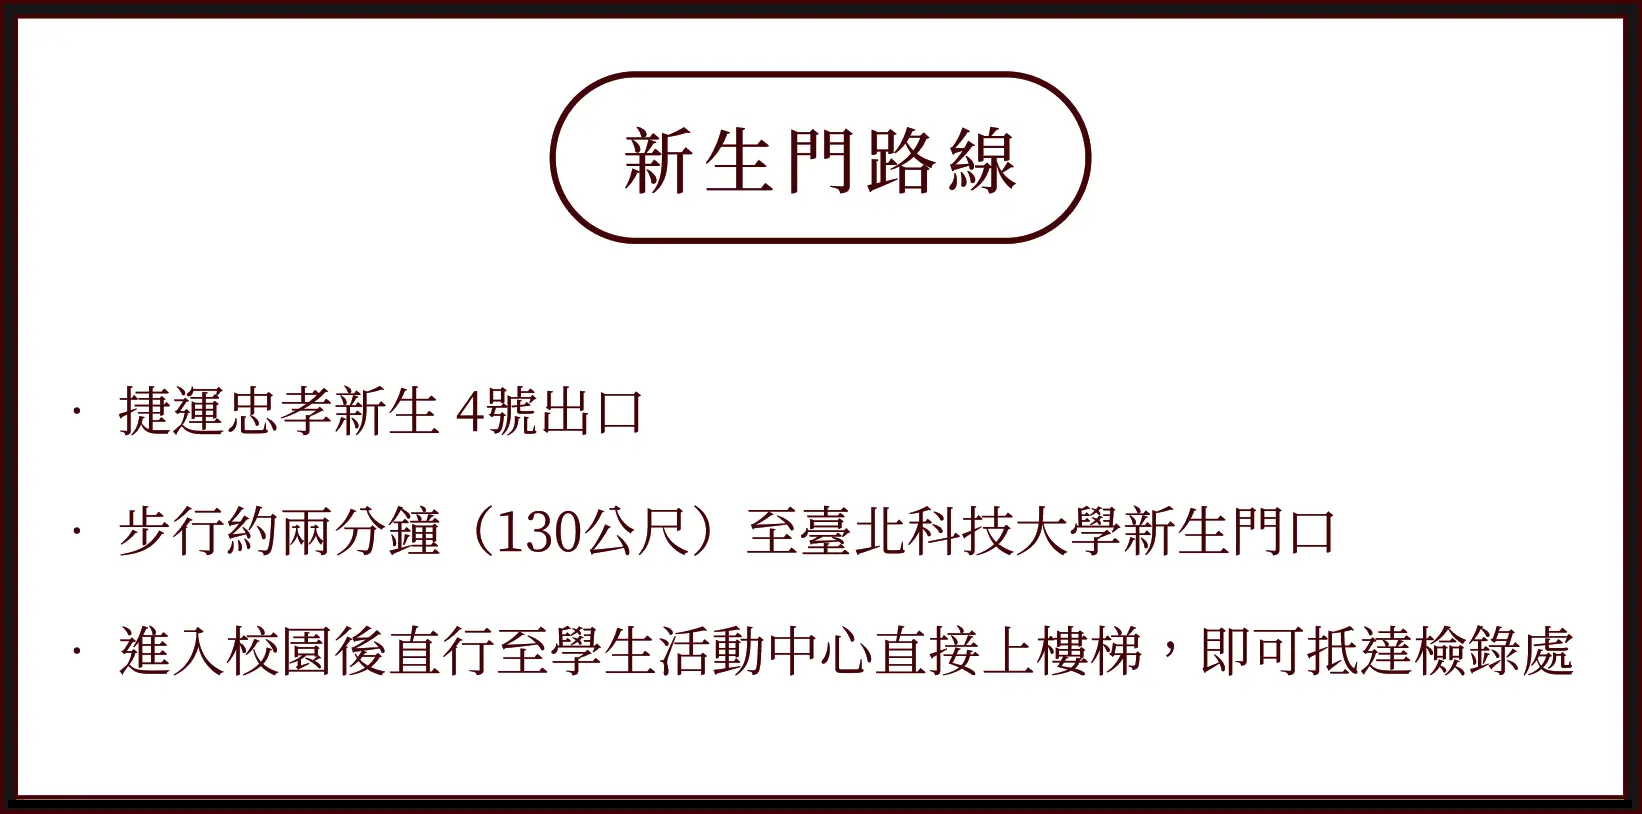 新生門路線
· 捷運忠孝新生 4號出口
· 步行約兩分鐘（130公尺）至臺北科技大學新生門口
· 進入校園後直行至學生活動中心直接上樓梯，即可抵達檢錄處